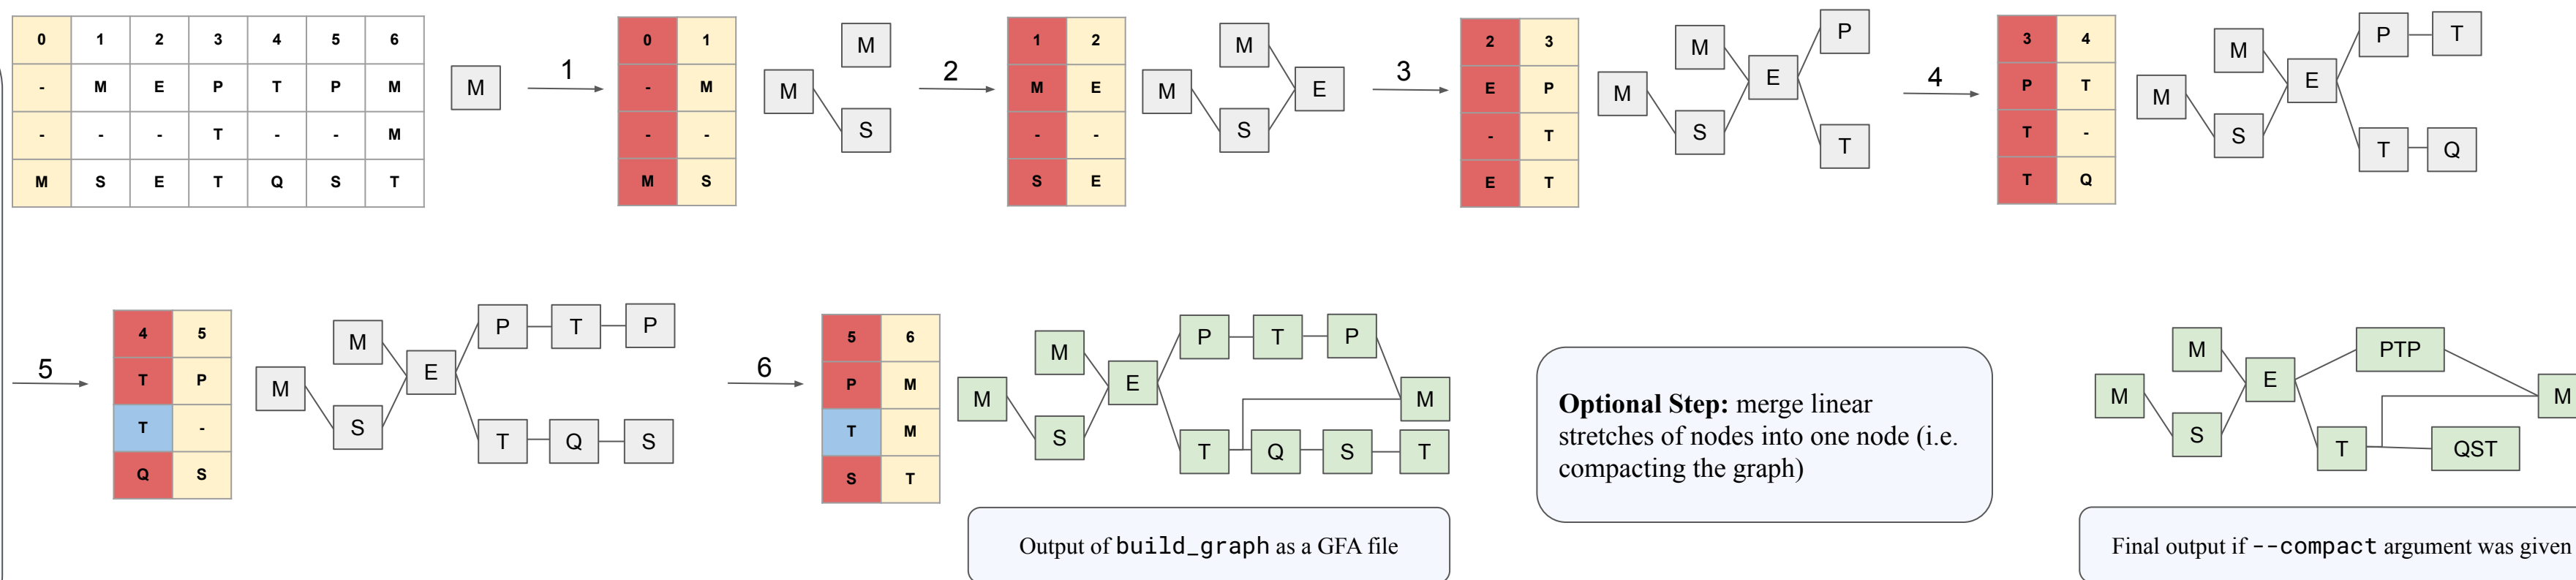 0 1 2 3 4 5 6
- M E P T P M
- - - T - - M
M S E T Q S T
M
1
0 1
- M
- -
M S
M
M
S
2
1 2
M E
- -
S E
M
M
E
S
3
2 3
E P
- T
E T
P
M
E
M
S
T
4
3 4
P T
T -
T Q
P T
M
E
M
S
T Q
5
4 5
T P
T -
Q S
P T P
M
E
M
S
T Q S
6
5 6
P M
T M
S T
P T P
M
E
M
M
S
T Q S T
Output of build_graph as a GFA file
Optional Step: merge linear
stretches of nodes into one node (i.e.
compacting the graph)
M
PTP
E
M
M
S
T
QST
Final output if --compact argument was given